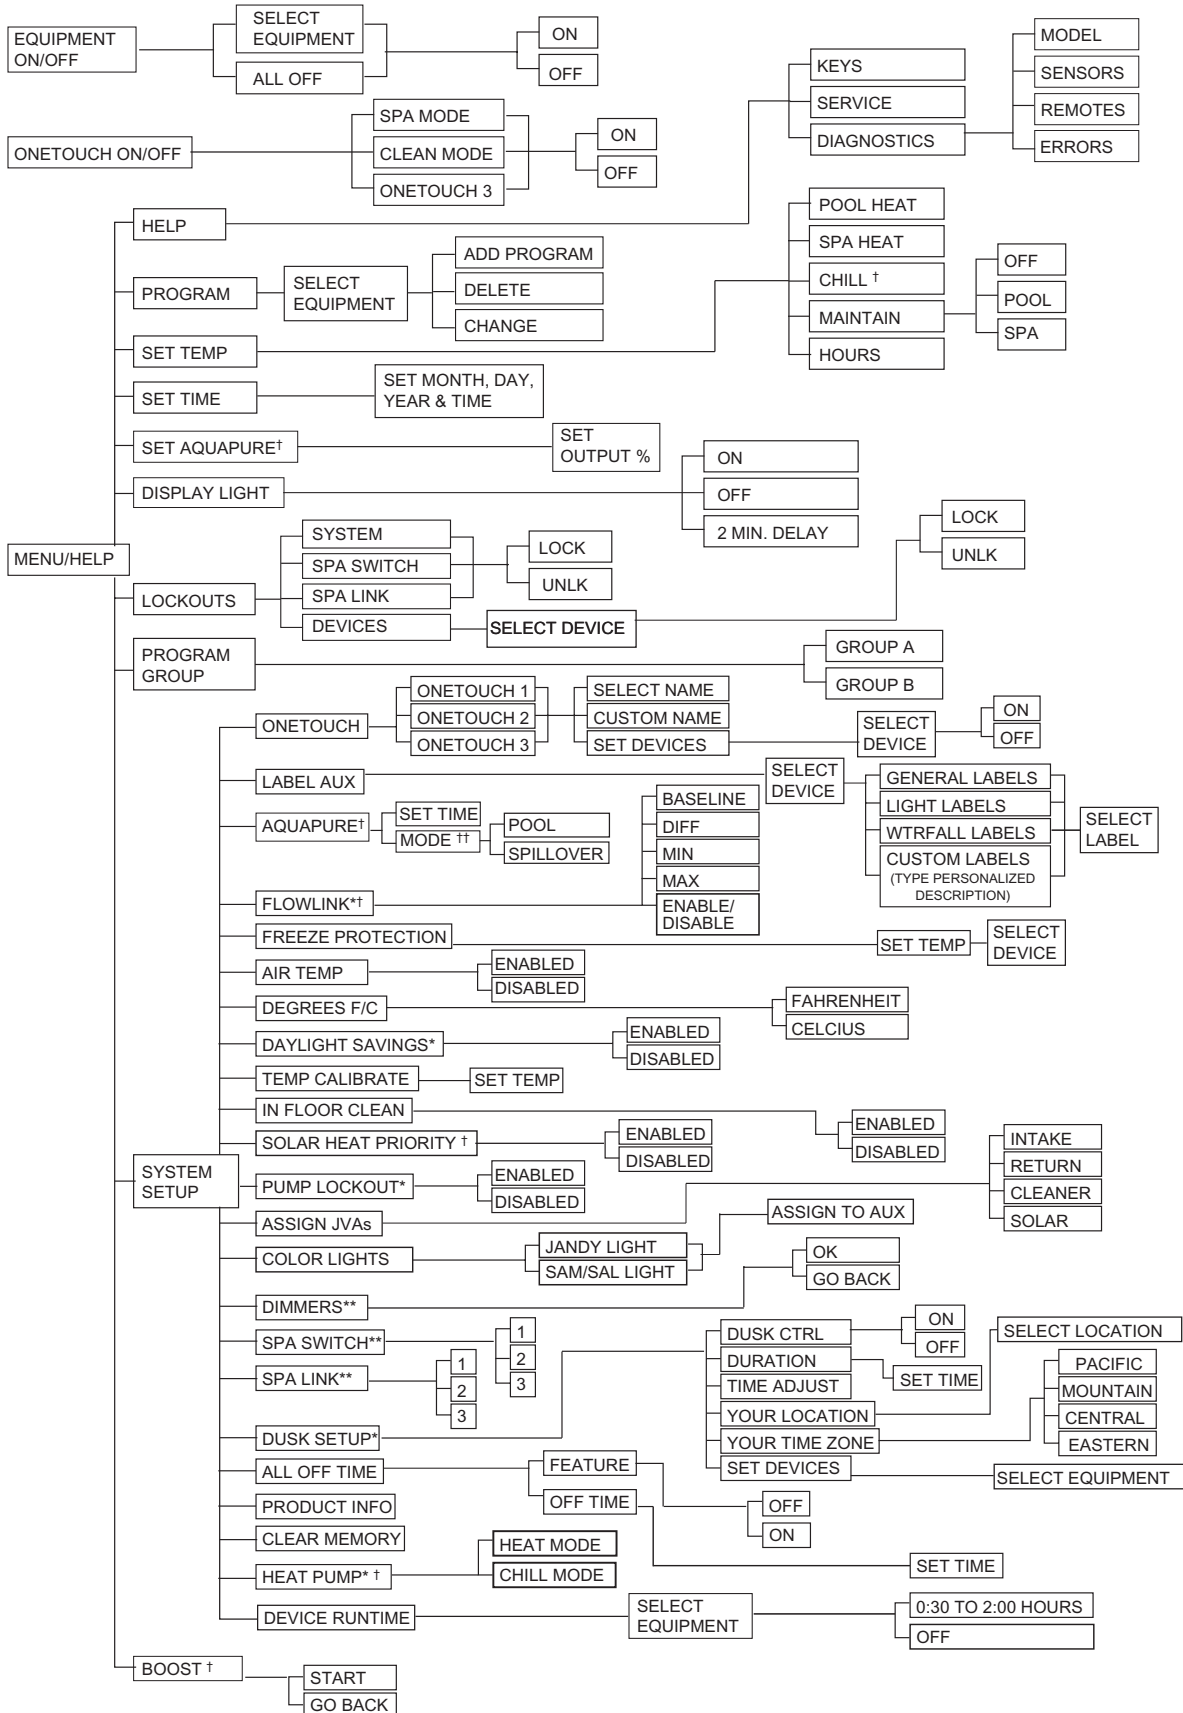 EQUIPMENT
ON/OFF
SELECT
EQUIPMENT
ALL OFF
ON
OFF
ONETOUCH ON/OFF
SPA MODE
CLEAN MODE
ONETOUCH 3
ON
OFF
MENU/HELP
HELP
KEYS
SERVICE
DIAGNOSTICS
MODEL
SENSORS
REMOTES
ERRORS
PROGRAM
SELECT
EQUIPMENT
ADD PROGRAM
DELETE
CHANGE
SET TEMP
POOL HEAT
SPA HEAT
CHILL †
MAINTAIN
HOURS
OFF
POOL
SPA
SET TIME
SET MONTH, DAY,
YEAR & TIME
SET AQUAPURE†
SET
OUTPUT %
DISPLAY LIGHT
ON
OFF
2 MIN. DELAY
LOCKOUTS
SYSTEM
SPA SWITCH
SPA LINK
DEVICES
LOCK
UNLK
SELECT DEVICE
LOCK
UNLK
PROGRAM
GROUP
GROUP A
GROUP B
SYSTEM
SETUP
ONETOUCH
ONETOUCH 1
ONETOUCH 2
ONETOUCH 3
SELECT NAME
CUSTOM NAME
SET DEVICES
SELECT
DEVICE
ON
OFF
LABEL AUX
SELECT
DEVICE
GENERAL LABELS
LIGHT LABELS
WTRFALL LABELS
CUSTOM LABELS
(TYPE PERSONALIZED
DESCRIPTION)
SELECT
LABEL
AQUAPURE†
SET TIME
MODE ††
POOL
SPILLOVER
FLOWLINK*†
BASELINE
DIFF
MIN
MAX
ENABLE/
DISABLE
FREEZE PROTECTION
SET TEMP
SELECT
DEVICE
AIR TEMP
ENABLED
DISABLED
DEGREES F/C
FAHRENHEIT
CELCIUS
DAYLIGHT SAVINGS*
ENABLED
DISABLED
TEMP CALIBRATE
SET TEMP
IN FLOOR CLEAN
ENABLED
DISABLED
SOLAR HEAT PRIORITY †
ENABLED
DISABLED
PUMP LOCKOUT*
ENABLED
DISABLED
ASSIGN JVAs
INTAKE
RETURN
CLEANER
SOLAR
COLOR LIGHTS
JANDY LIGHT
SAM/SAL LIGHT
ASSIGN TO AUX
DIMMERS**
OK
GO BACK
SPA SWITCH**
1
2
3
SPA LINK**
1
2
3
DUSK SETUP*
DUSK CTRL
DURATION
TIME ADJUST
YOUR LOCATION
YOUR TIME ZONE
SET DEVICES
ON
OFF
SET TIME
SELECT LOCATION
PACIFIC
MOUNTAIN
CENTRAL
EASTERN
SELECT EQUIPMENT
ALL OFF TIME
FEATURE
OFF TIME
OFF
ON
SET TIME
PRODUCT INFO
CLEAR MEMORY
HEAT PUMP* †
HEAT MODE
CHILL MODE
DEVICE RUNTIME
SELECT
EQUIPMENT
0:30 TO 2:00 HOURS
OFF
BOOST †
START
GO BACK